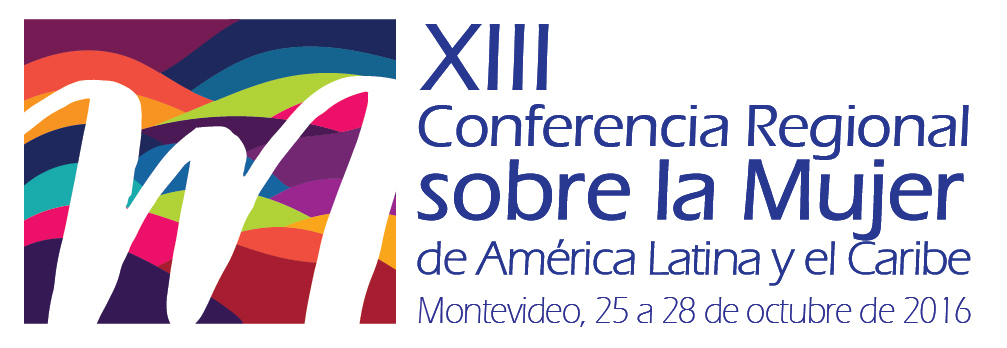 XIII
Conferencia Regional
sobre la Mujer
de América Latina y el Caribe
Montevideo, 25 a 28 de octubre de 2016